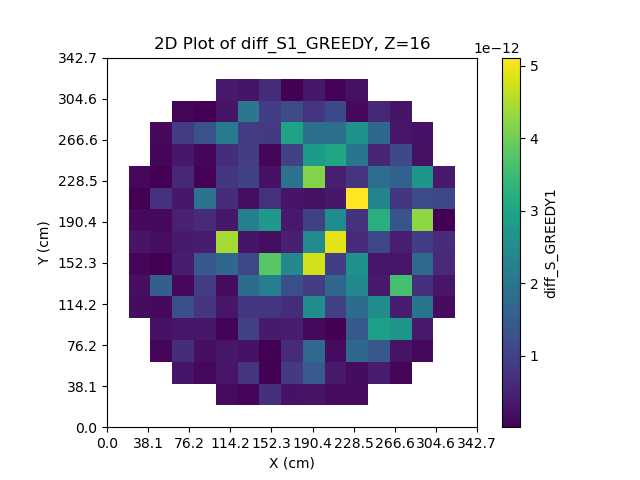 2D Plot of diff_S1_GREEDY, Z=16
1e−12
342.7
304.6
266.6
228.5
190.4
152.3
114.2
76.2
38.1
0.0
Y (cm)
0.0 38.1 76.2 114.2 152.3 190.4 228.5 266.6 304.6 342.7
X (cm)
5
4
3
2
1
diff_S_GREEDY1